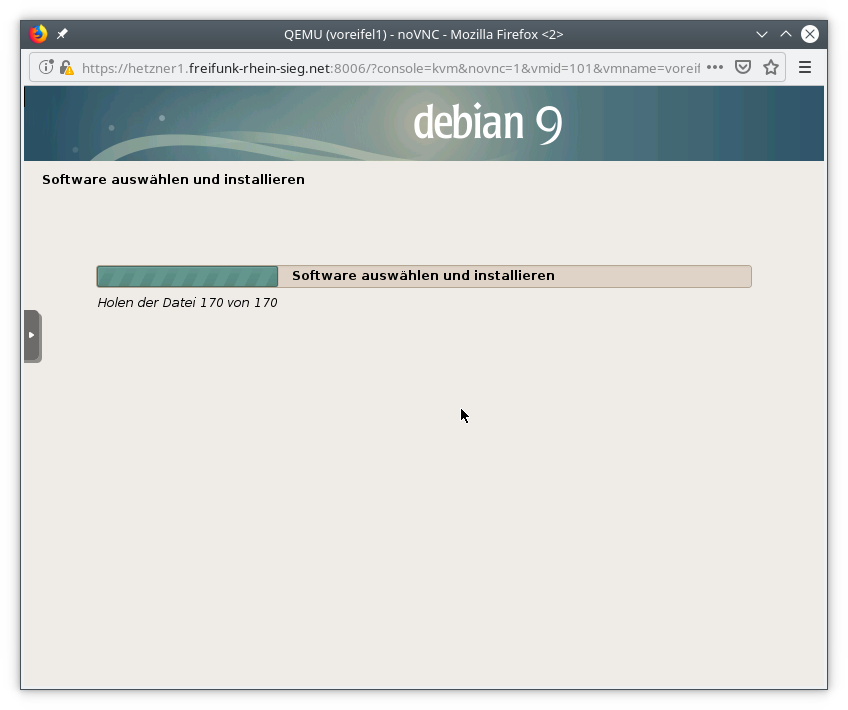 QEMU (voreifel1) - noVNC - Mozilla Firefox <2>
https://hetzner1.freifunk-rhein-sieg.net:8006/?console=kvm&novnc=1&vmid=101&vmname=voreif
debian 9
Software auswählen und installieren
Software auswählen und installieren
Holen der Datei 170 von 170